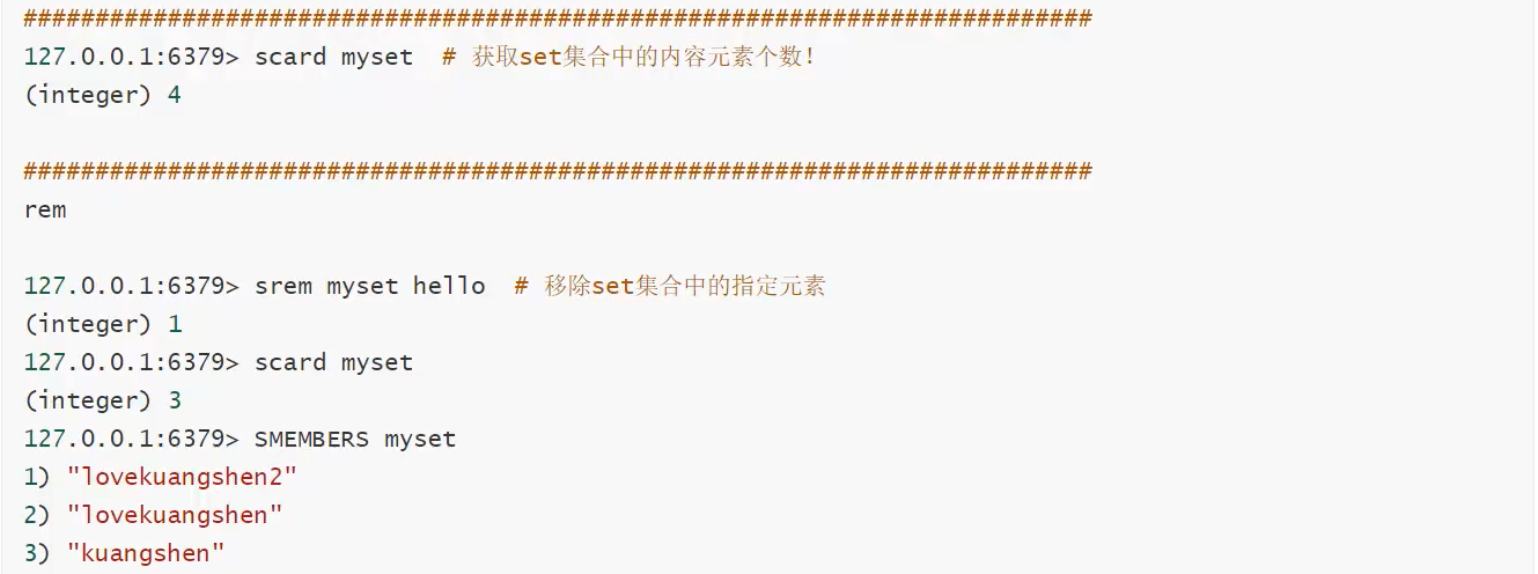 ##########################################################################
127.0.0.1:6379> scard myset  # 获取set集合中的内容元素个数!
(integer) 4
##########################################################################
rem
127.0.0.1:6379> srem myset hello  # 移除set集合中的指定元素
(integer) 1
127.0.0.1:6379> scard myset
(integer) 3
127.0.0.1:6379> SMEMBERS myset
1) "lovekuangshen2"
2) "lovekuangshen"
3) "kuangshen"